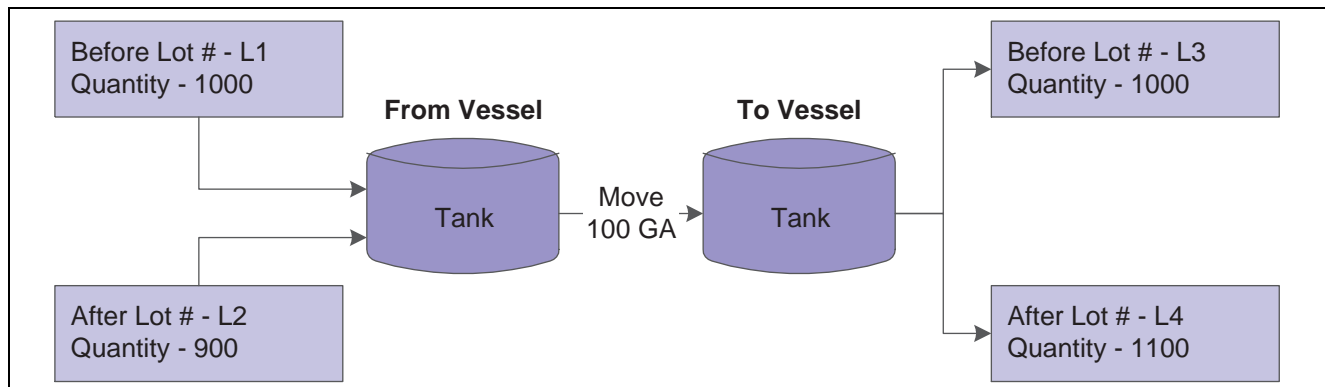 Before Lot # - L1
Quantity - 1000
Before Lot # - L3
Quantity - 1000
From Vessel
To Vessel
Tank
Move
100 GA
Tank
After Lot # - L2
Quantity - 900
After Lot # - L4
Quantity - 1100